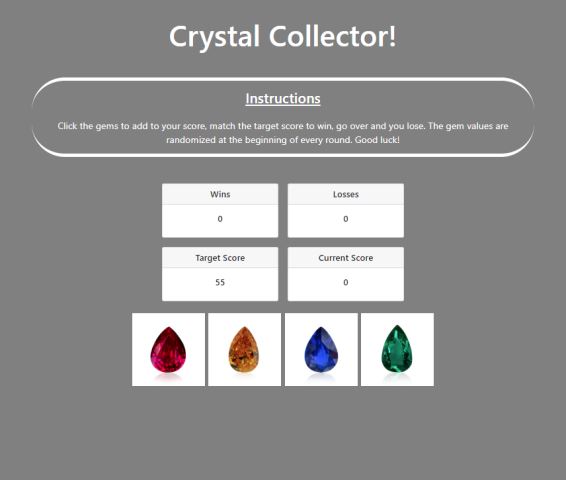 Crystal Collector!
Instructions
Click the gems to add to your score, match the target score to win, go over and you lose. The gem values are
randomized at the beginning of every round. Good luck!
Wins
Losses
0
0
Target Score
Current Score
55
0